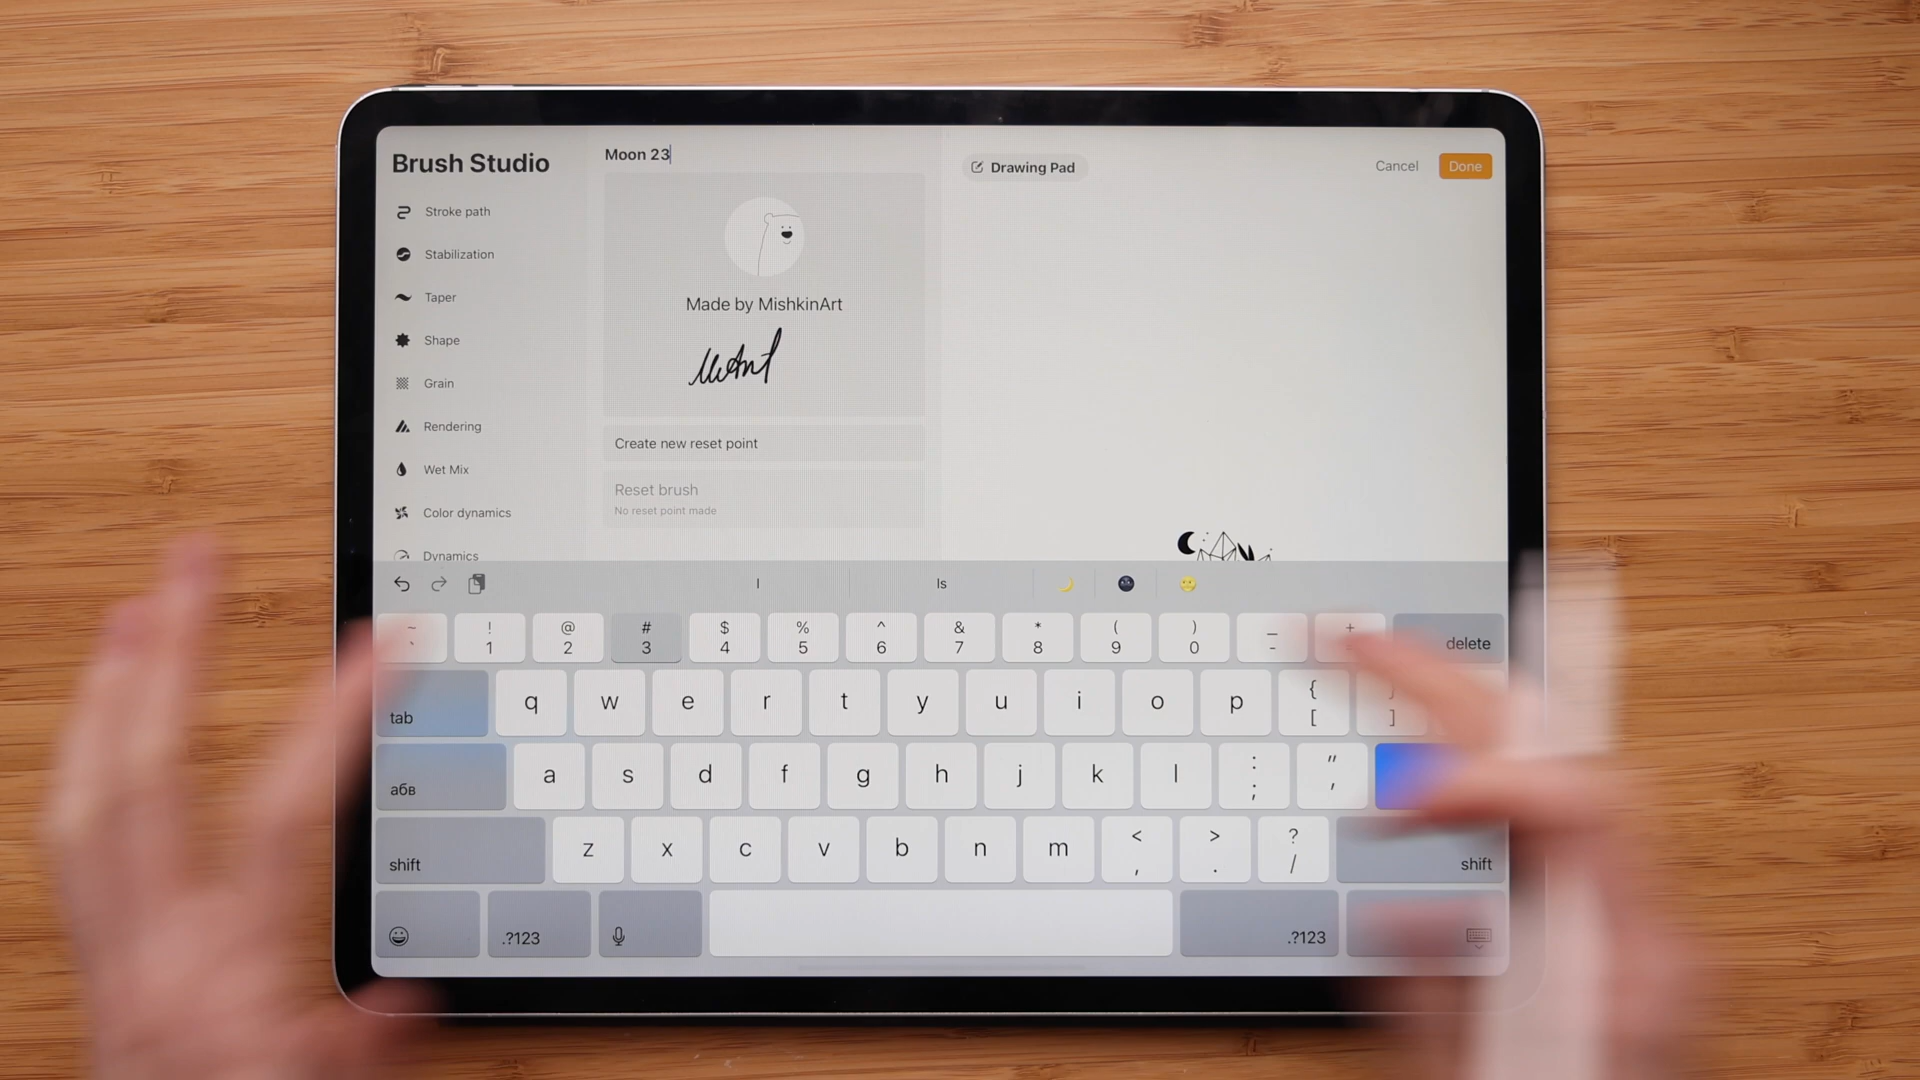 Brush Studio
Moon 23
Drawing Pad
Cancel
Done
Stroke path
Stabilization
Taper
Shape
Grain
Rendering
Wet Mix
Color dynamics
Dynamics
Made by MishkinArt
Create new reset point
Reset brush
No reset point made
I
Is
~ ! @ # $ % ^ & * ( ) _ +
` 1 2 3 4 5 6 7 8 9 0 - delete
tab q w e r t y u i o p { [ ]
абв a s d f g h j k l : ; " '
shift z x c v b n m < , > . ? / shift
.?123 .?123